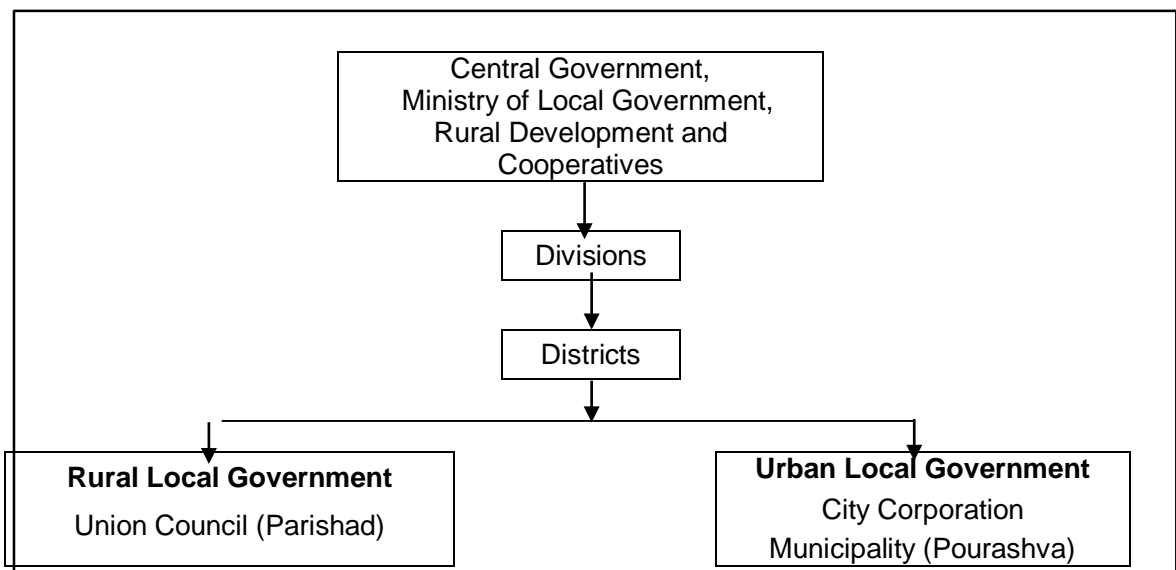 Central Government,
Ministry of Local Government,
Rural Development and
Cooperatives
Divisions
Districts
Rural Local Government
Union Council (Parishad)
Urban Local Government
City Corporation
Municipality (Pourashva)